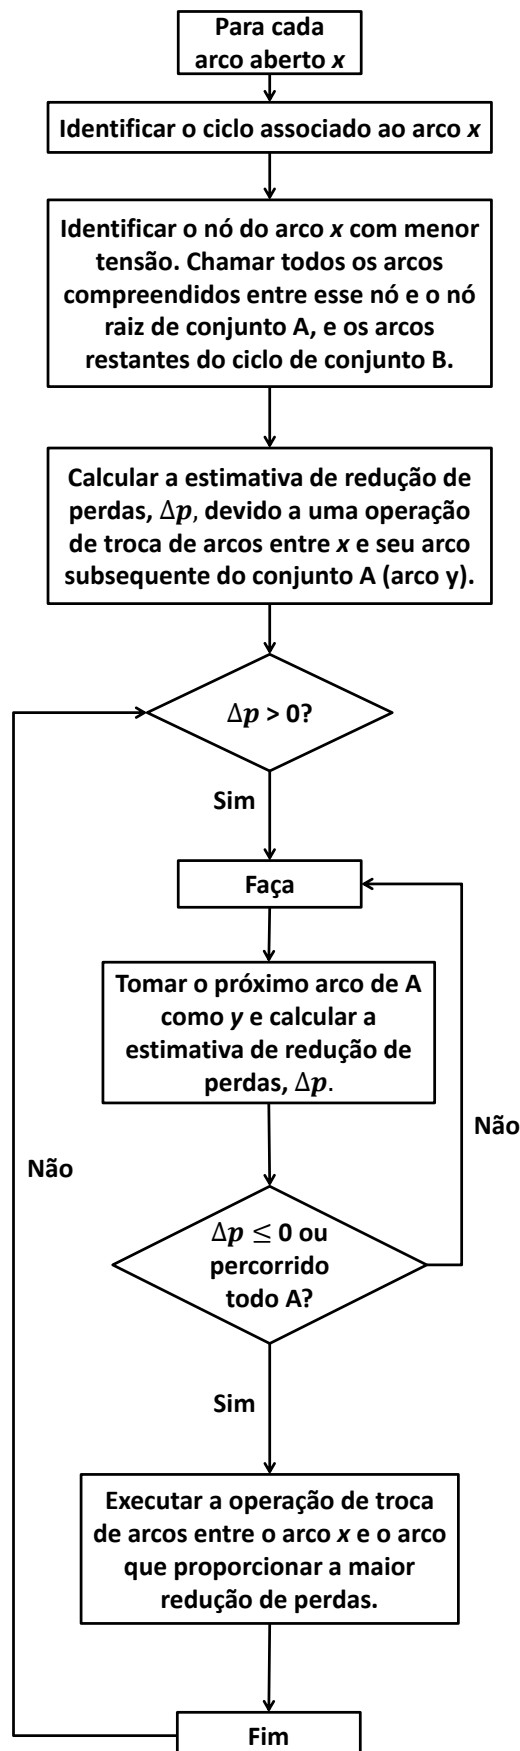 Para cada
arco aberto x
Identificar o ciclo associado ao arco x
Identificar o nó do arco x com menor
tensão. Chamar todos os arcos
compreendidos entre esse nó e o nó
raiz de conjunto A, e os arcos
restantes do ciclo de conjunto B.
Calcular a estimativa de redução de
perdas, Δp, devido a uma operação
de troca de arcos entre x e seu arco
subsequente do conjunto A (arco y).
Δp > 0?
Sim
Faça
Tomar o próximo arco de A
como y e calcular a
estimativa de redução de
perdas, Δp.
Não
Não
Δp ≤ 0 ou
percorrido
todo A?
Sim
Executar a operação de troca
de arcos entre o arco x e o arco
que proporcionar a maior
redução de perdas.
Fim